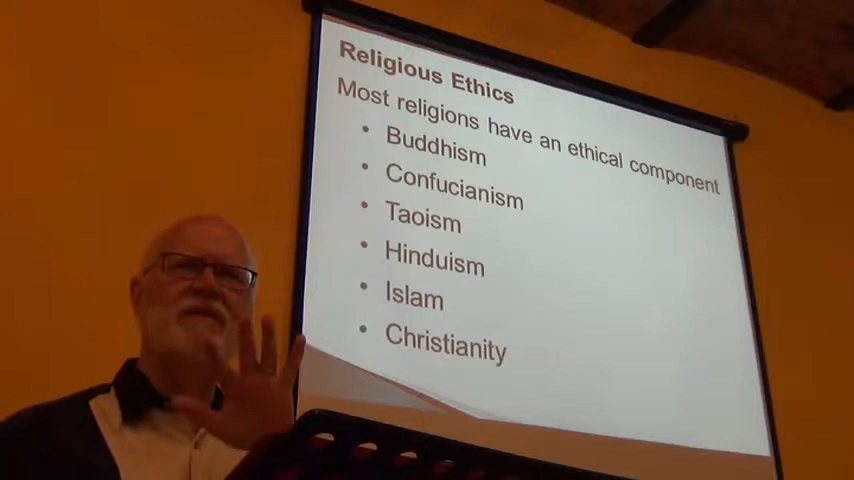 Religious Ethics
Most religions have an ethical component
• Buddhism
• Confucianism
• Taoism
• Hinduism
• Islam
• Christianity